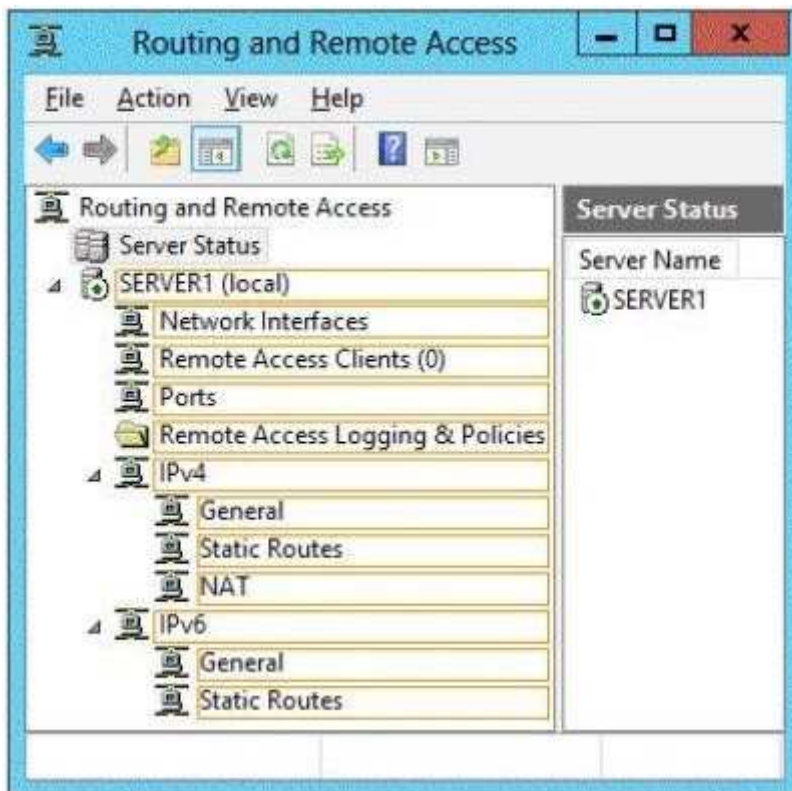 Routing and Remote Access
File Action View Help
Routing and Remote Access
Server Status
SERVER1 (local)
Network Interfaces
Remote Access Clients (0)
Ports
Remote Access Logging & Policies
IPv4
General
Static Routes
NAT
IPv6
General
Static Routes
Server Status
Server Name
SERVER1